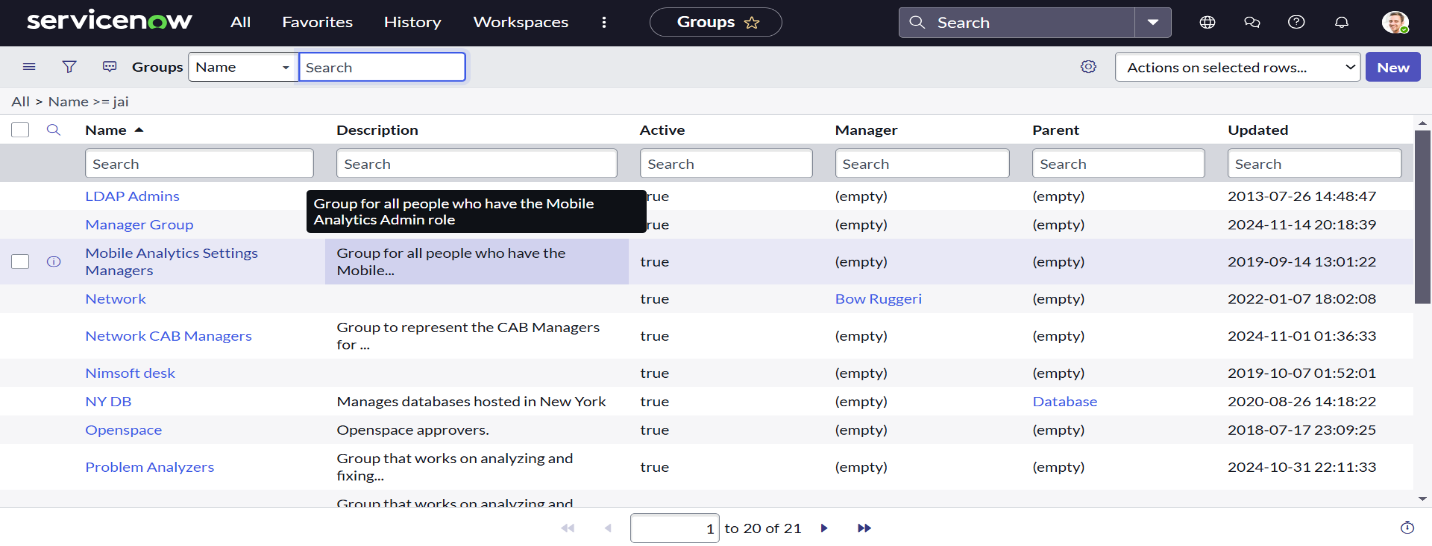 servicenow All Favorites History Workspaces Groups Search
Groups Name Search Actions on selected rows... New
All > Name >= jai
Name Description Active Manager Parent Updated
Search Search Search Search Search Search
LDAP Admins true (empty) (empty) 2013-07-26 14:48:47
Group for all people who have the Mobile
Analytics Admin role
Manager Group true (empty) (empty) 2024-11-14 20:18:39
Mobile Analytics Settings
Managers
Group for all people who have the
Mobile...
true (empty) (empty) 2019-09-14 13:01:22
Network true Bow Ruggeri (empty) 2022-01-07 18:02:08
Network CAB Managers
Group to represent the CAB Managers
for ...
true (empty) (empty) 2024-11-01 01:36:33
Nimsoft desk true (empty) (empty) 2019-10-07 01:52:01
NY DB Manages databases hosted in New York true (empty) Database 2020-08-26 14:18:22
Openspace Openspace approvers. true (empty) (empty) 2018-07-17 23:09:25
Problem Analyzers
Group that works on analyzing and
fixing...
true (empty) (empty) 2024-10-31 22:11:33
Group that works on analyzing and
1 to 20 of 21